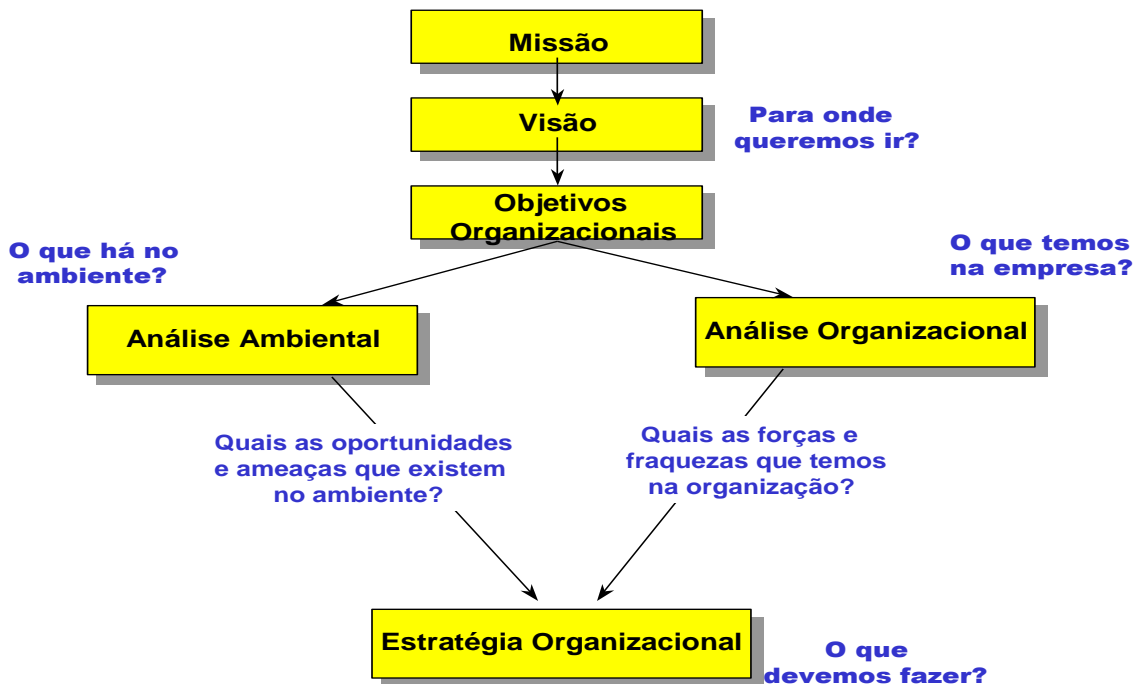 Missão
Visão
Para onde
queremos ir?
Objetivos
Organizacionais
O que há no
ambiente?
O que temos
na empresa?
Análise Ambiental
Análise Organizacional
Quais as oportunidades
e ameaças que existem
no ambiente?
Quais as forças e
fraquezas que temos
na organização?
Estratégia Organizacional
O que
devemos fazer?